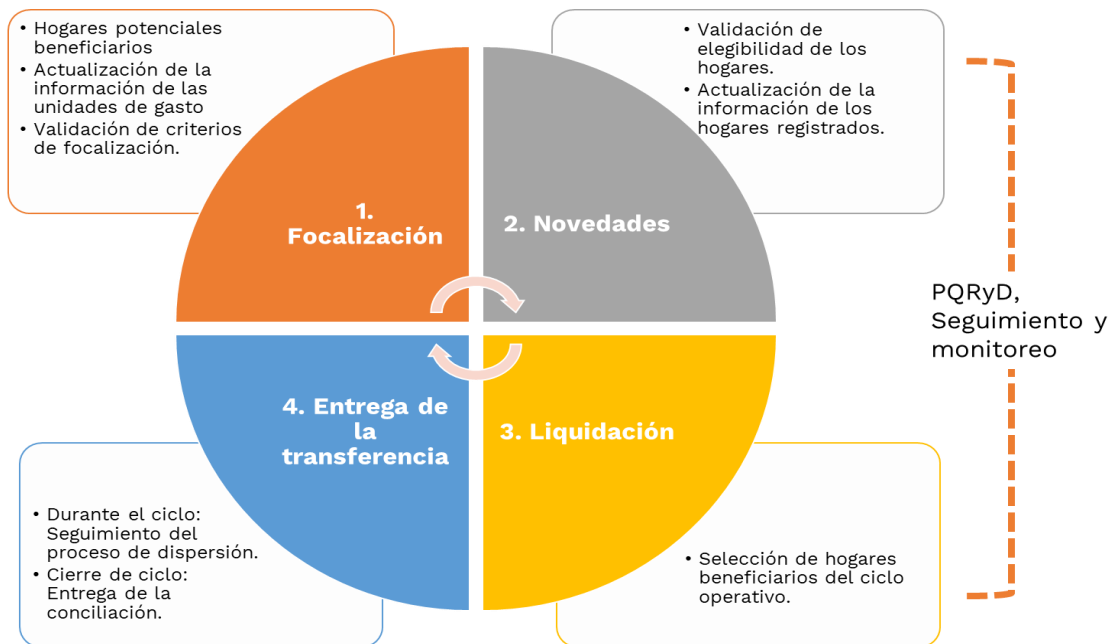 • Hogares potenciales
beneficiarios
• Actualización de la
información de las
unidades de gasto
• Validación de criterios
de focalización.
• Validación de
elegibilidad de los
hogares.
• Actualización de la
información de los
hogares registrados.
1.
Focalización
2. Novedades
PQRyD,
Seguimiento y
monitoreo
4. Entrega de
la
transferencia
3. Liquidación
• Durante el ciclo:
Seguimiento del
proceso de dispersión.
• Cierre de ciclo:
Entrega de la
conciliación.
• Selección de hogares
beneficiarios del ciclo
operativo.